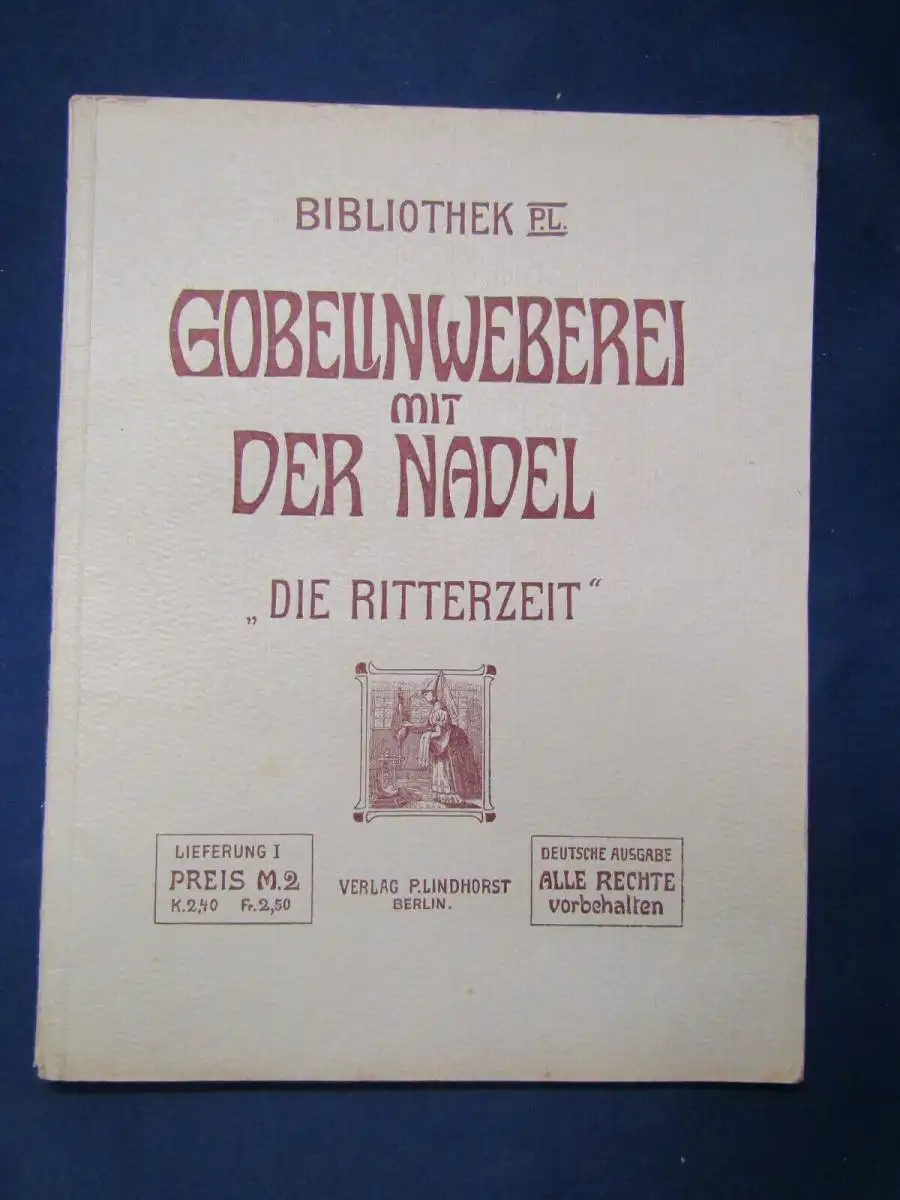 BIBLIOTHEK P.L.
GOBELINWEBEREI
MIT
DER NADEL
„DIE RITTERZEIT“
LIEFERUNG I
PREIS M.2
K.2,40 Fr.2,50
VERLAG P.LINDHORST
BERLIN.
DEUTSCHE AUSGABE
ALLE RECHTE
vorbehalten